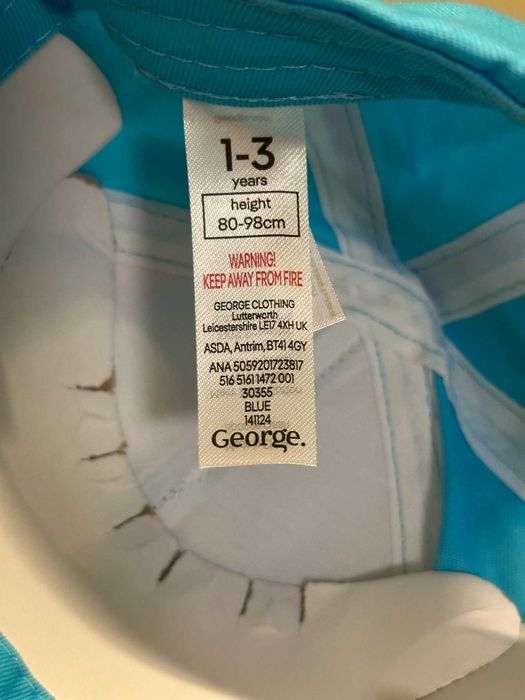 1-3
years
height
80-98cm
WARNING!
KEEP AWAY FROM FIRE
GEORGE CLOTHING
Lutterworth
Leicestershire LE17 4XH UK
ASDA, Antrim, BT41 4GY
ANA 5059201723817
516 5161 1472 001
30355
BLUE
141124
George.